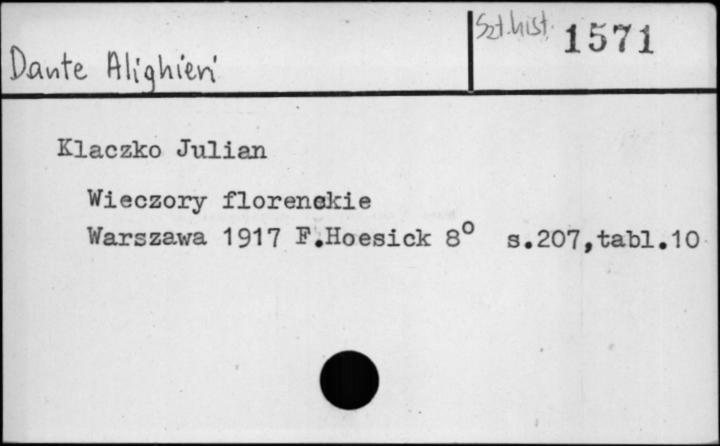 Szt.hist. 1571
Dante Alighieri
Klaczko Julian
Wieczory florenckie
Warszawa 1917 F.Hoesick 8° s.207,tabl.10